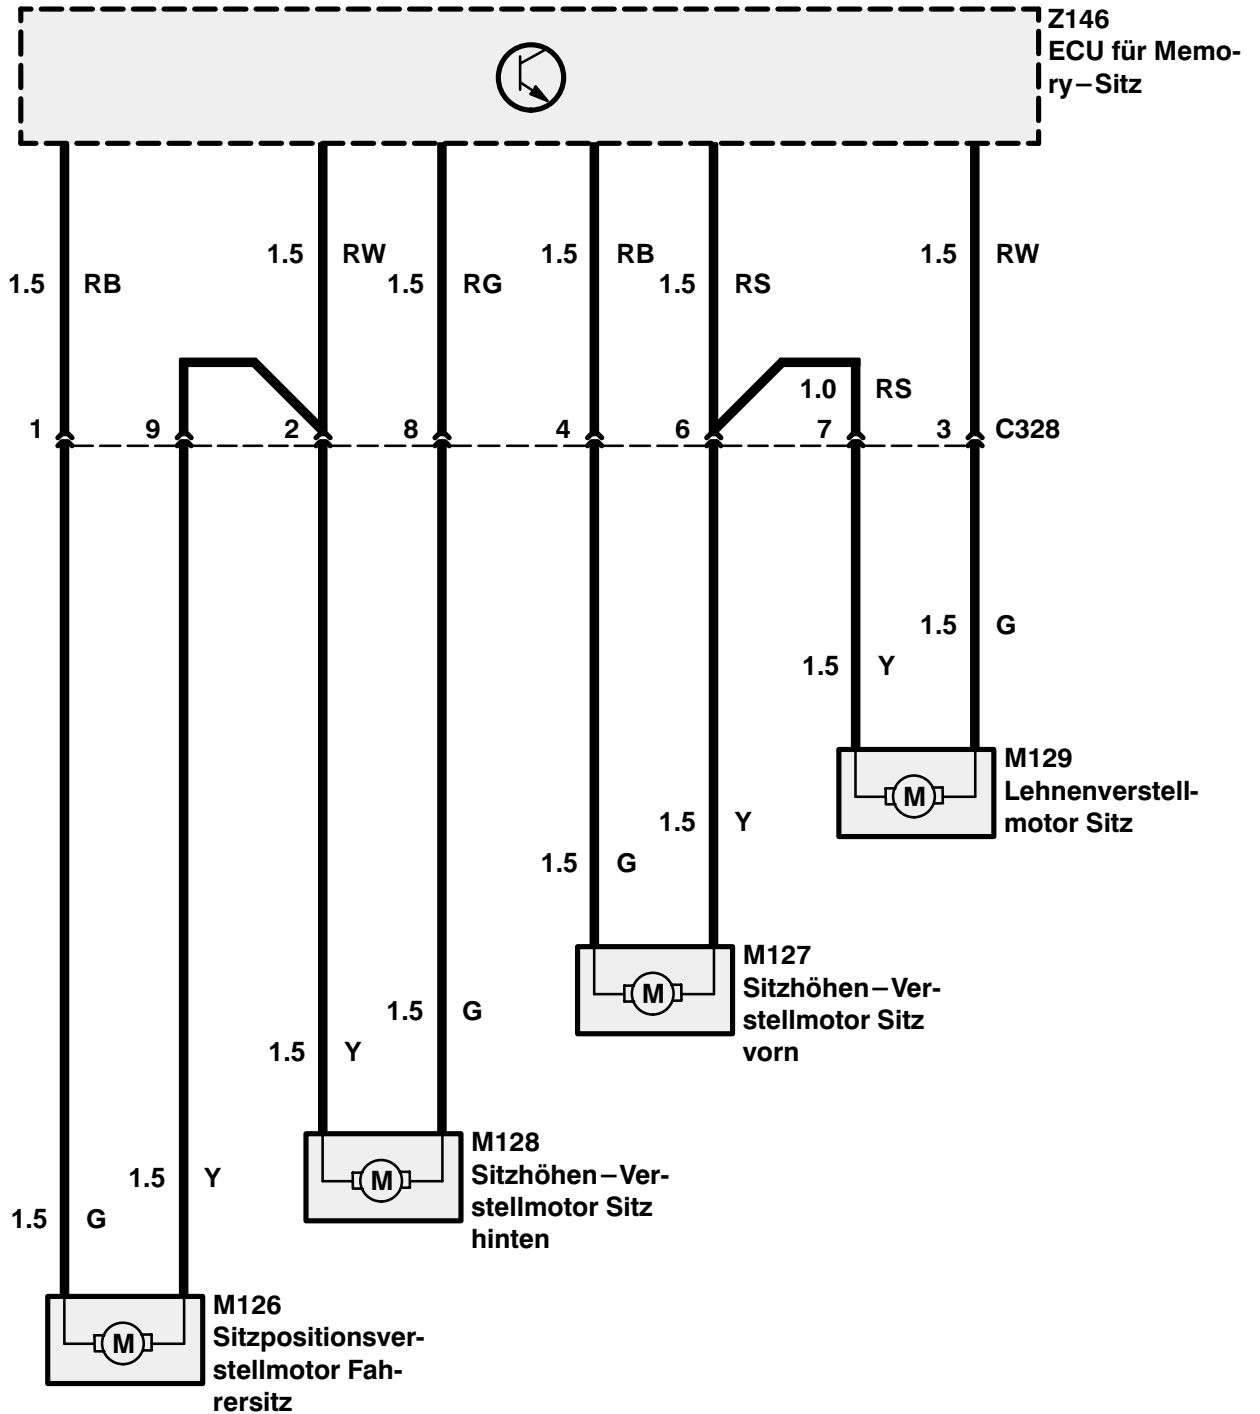 Z146
ECU für Memo-
ry–Sitz
1.5 RW
1.5 RB
1.5 RW
1.5 RB
1.5 RG
1.5 RS
1.0 RS
1 9 2 8 4 6 7 3 C328
1.5 G
1.5 Y
M129
Lehnenverstell-
motor Sitz
M
1.5 Y
1.5 G
M127
Sitzhöhen–Ver-
stellmotor Sitz
vorn
M
1.5 G
1.5 Y
M128
Sitzhöhen–Ver-
stellmotor Sitz
hinten
M
1.5 Y
1.5 G
M126
Sitzpositionsver-
stellmotor Fah-
rersitz
M